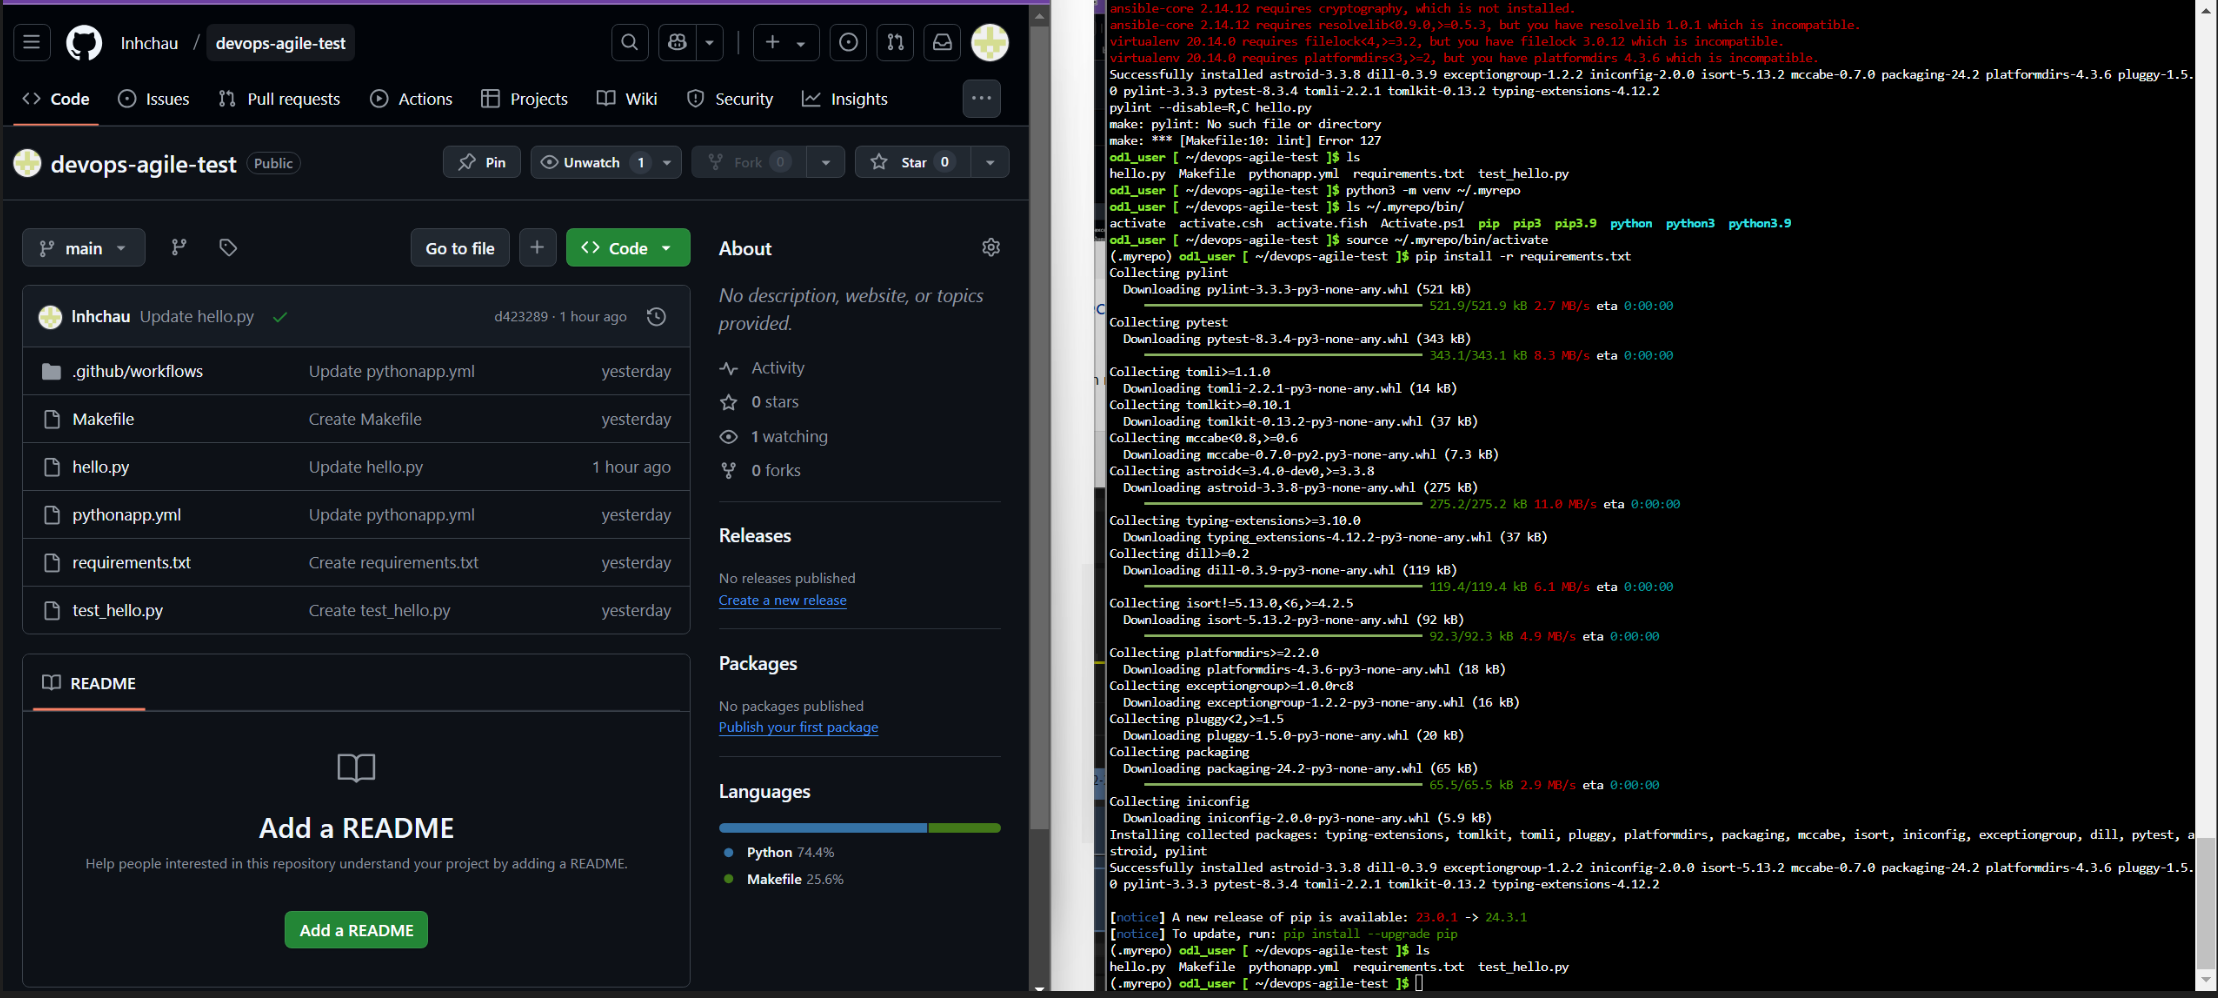 lnhchau / devops-agile-test
Code Issues Pull requests Actions Projects Wiki Security Insights
devops-agile-test Public Pin Unwatch 1 Fork 0 Star 0
main Go to file Code
lnhchau Update hello.py d423289 · 1 hour ago
.github/workflows Update pythonapp.yml yesterday
Makefile Create Makefile yesterday
hello.py Update hello.py 1 hour ago
pythonapp.yml Update pythonapp.yml yesterday
requirements.txt Create requirements.txt yesterday
test_hello.py Create test_hello.py yesterday
README
Add a README
Help people interested in this repository understand your project by adding a README.
Add a README
About
No description, website, or topics
provided.
Activity
0 stars
1 watching
0 forks
Releases
No releases published
Create a new release
Packages
No packages published
Publish your first package
Languages
Python 74.4%
Makefile 25.6%
ansible-core 2.14.12 requires cryptography, which is not installed.
ansible-core 2.14.12 requires resolvelib<0.9.0,>=0.5.3, but you have resolvelib 1.0.1 which is incompatible.
virtualenv 20.14.0 requires filelock<4,>=3.2, but you have filelock 3.0.12 which is incompatible.
virtualenv 20.14.0 requires platformdirs<3,>=2, but you have platformdirs 4.3.6 which is incompatible.
Successfully installed astroid-3.3.8 dill-0.3.9 exceptiongroup-1.2.2 iniconfig-2.0.0 isort-5.13.2 mccabe-0.7.0 packaging-24.2 platformdirs-4.3.6 pluggy-1.5.
0 pylint-3.3.3 pytest-8.3.4 tomli-2.2.1 tomlkit-0.13.2 typing-extensions-4.12.2
pylint --disable=R,C hello.py
make: pylint: No such file or directory
make: *** [Makefile:10: lint] Error 127
odl_user [ ~/devops-agile-test ]$ ls
hello.py Makefile pythonapp.yml requirements.txt test_hello.py
odl_user [ ~/devops-agile-test ]$ python3 -m venv ~/.myrepo
odl_user [ ~/devops-agile-test ]$ ls ~/.myrepo/bin/
activate activate.csh activate.fish Activate.ps1 pip pip3 pip3.9 python python3 python3.9
odl_user [ ~/devops-agile-test ]$ source ~/.myrepo/bin/activate
(.myrepo) odl_user [ ~/devops-agile-test ]$ pip install -r requirements.txt
Collecting pylint
Downloading pylint-3.3.3-py3-none-any.whl (521 kB)
521.9/521.9 kB 2.7 MB/s eta 0:00:00
Collecting pytest
Downloading pytest-8.3.4-py3-none-any.whl (343 kB)
343.1/343.1 kB 8.3 MB/s eta 0:00:00
Collecting tomli>=1.1.0
Downloading tomli-2.2.1-py3-none-any.whl (14 kB)
Collecting tomlkit>=0.10.1
Downloading tomlkit-0.13.2-py3-none-any.whl (37 kB)
Collecting mccabe<0.8,>=0.6
Downloading mccabe-0.7.0-py2.py3-none-any.whl (7.3 kB)
Collecting astroid<=3.4.0-dev0,>=3.3.8
Downloading astroid-3.3.8-py3-none-any.whl (275 kB)
275.2/275.2 kB 11.0 MB/s eta 0:00:00
Collecting typing-extensions>=3.10.0
Downloading typing_extensions-4.12.2-py3-none-any.whl (37 kB)
Collecting dill>=0.2
Downloading dill-0.3.9-py3-none-any.whl (119 kB)
119.4/119.4 kB 6.1 MB/s eta 0:00:00
Collecting isort!=5.13.0,<6,>=4.2.5
Downloading isort-5.13.2-py3-none-any.whl (92 kB)
92.3/92.3 kB 4.9 MB/s eta 0:00:00
Collecting platformdirs>=2.2.0
Downloading platformdirs-4.3.6-py3-none-any.whl (18 kB)
Collecting exceptiongroup>=1.0.0rc8
Downloading exceptiongroup-1.2.2-py3-none-any.whl (16 kB)
Collecting pluggy<2,>=1.5
Downloading pluggy-1.5.0-py3-none-any.whl (20 kB)
Collecting packaging
Downloading packaging-24.2-py3-none-any.whl (65 kB)
65.5/65.5 kB 2.9 MB/s eta 0:00:00
Collecting iniconfig
Downloading iniconfig-2.0.0-py3-none-any.whl (5.9 kB)
Installing collected packages: typing-extensions, tomlkit, tomli, pluggy, platformdirs, packaging, mccabe, isort, iniconfig, exceptiongroup, dill, pytest, a
stroid, pylint
Successfully installed astroid-3.3.8 dill-0.3.9 exceptiongroup-1.2.2 iniconfig-2.0.0 isort-5.13.2 mccabe-0.7.0 packaging-24.2 platformdirs-4.3.6 pluggy-1.5.
0 pylint-3.3.3 pytest-8.3.4 tomli-2.2.1 tomlkit-0.13.2 typing-extensions-4.12.2
[notice] A new release of pip is available: 23.0.1 -> 24.3.1
[notice] To update, run: pip install --upgrade pip
(.myrepo) odl_user [ ~/devops-agile-test ]$ ls
hello.py Makefile pythonapp.yml requirements.txt test_hello.py
(.myrepo) odl_user [ ~/devops-agile-test ]$